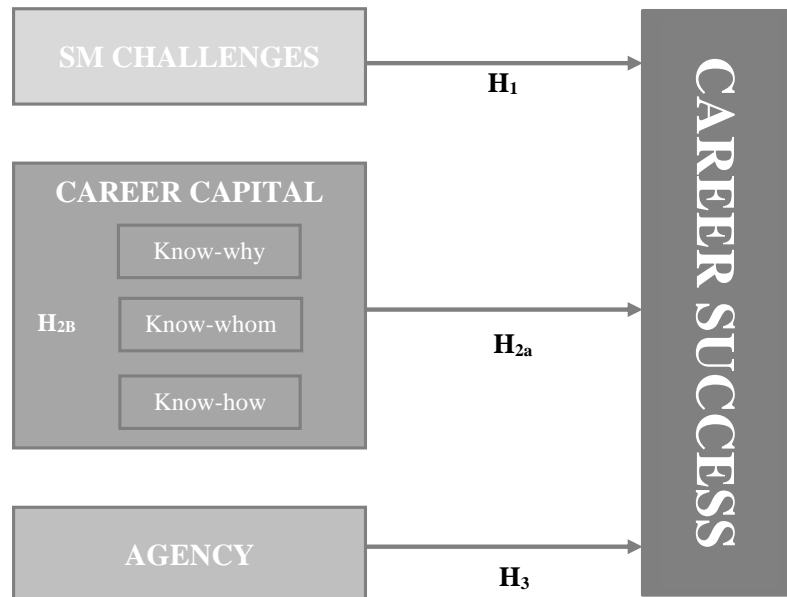 SM CHALLENGES
H1
CAREER CAPITAL
Know-why
H2B
Know-whom
H2a
Know-how
AGENCY
H3
CAREER SUCCESS